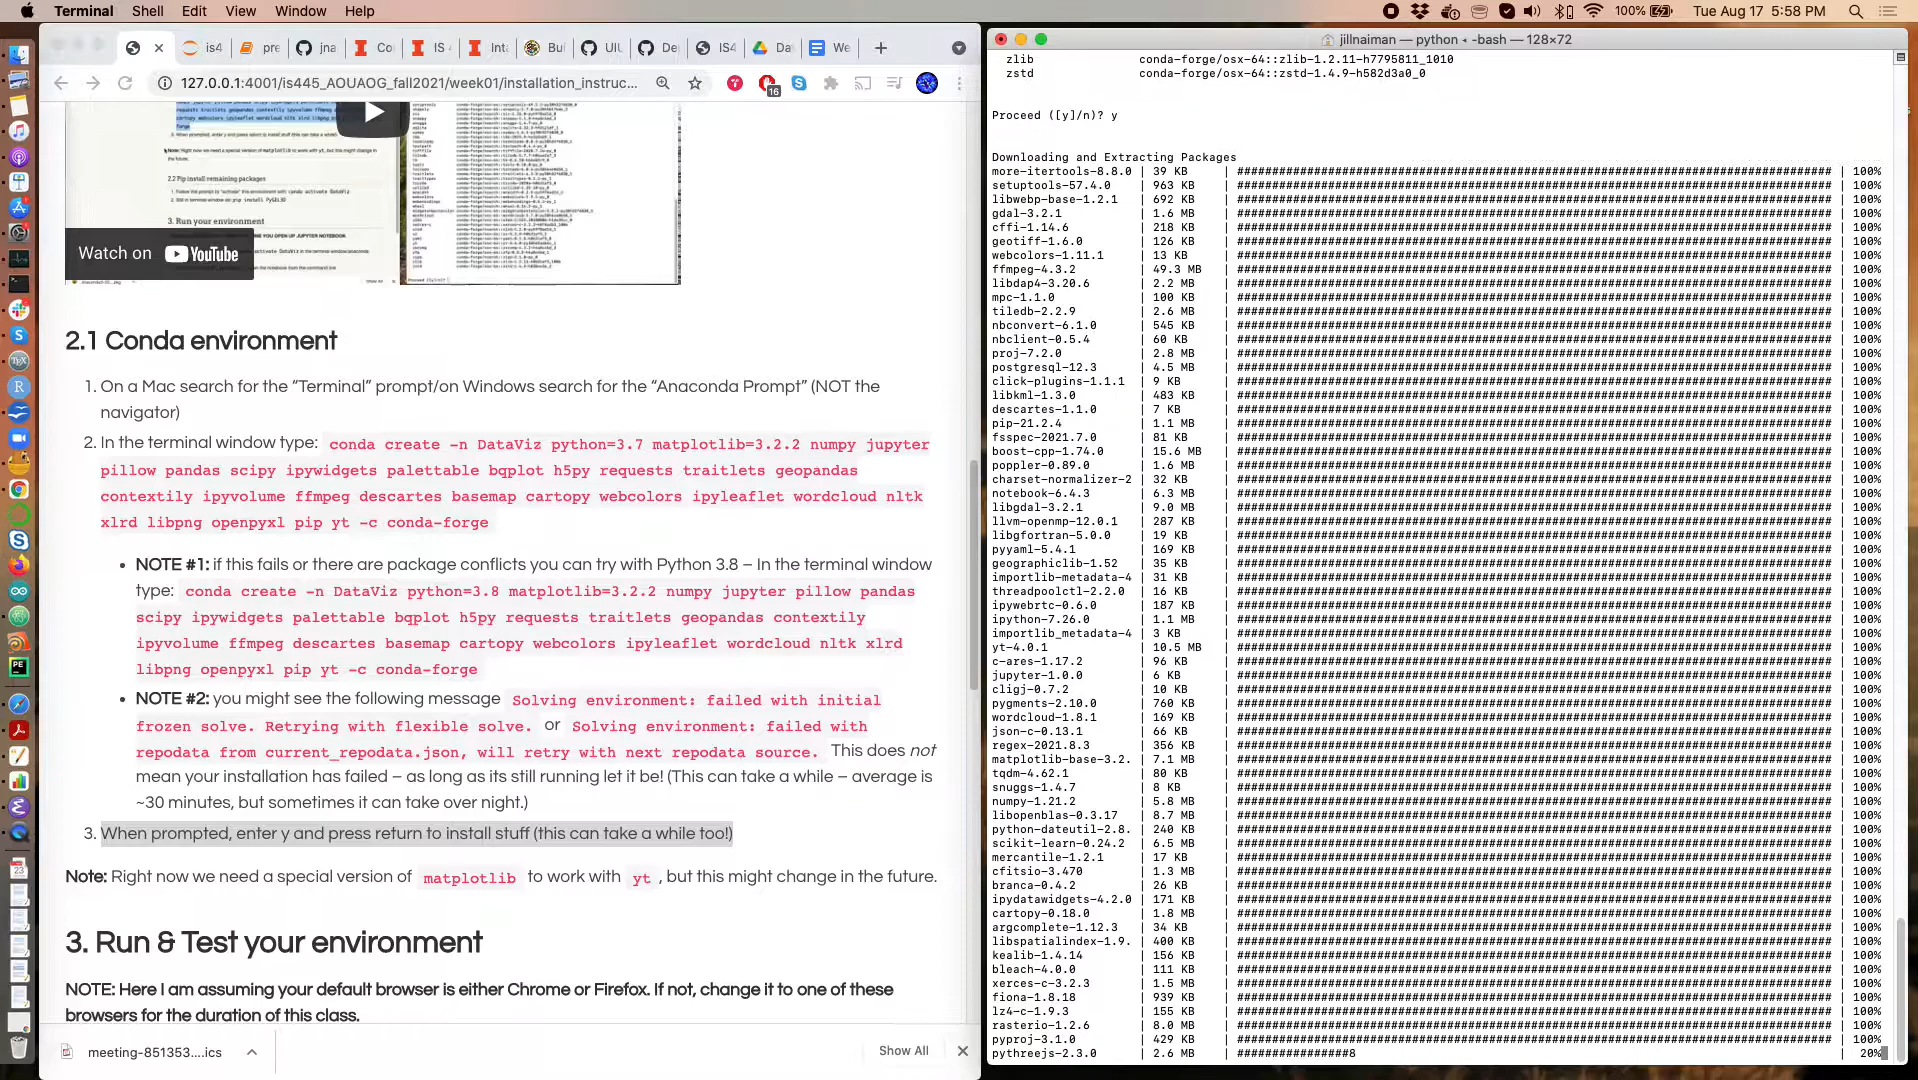 Terminal Shell Edit View Window Help
100% Tue Aug 17 5:58 PM
is4 pre jna Co IS Inta Bul UIU De IS4 Da We
127.0.0.1:4001/is445_AOUAOG_fall2021/week01/installation_instruc...
16
2.2 Pip install remaining packages
3. Run your environment
Watch on YouTube
2.1 Conda environment
1. On a Mac search for the “Terminal” prompt/on Windows search for the “Anaconda Prompt” (NOT the
navigator)
2. In the terminal window type: conda create -n DataViz python=3.7 matplotlib=3.2.2 numpy jupyter
pillow pandas scipy ipywidgets palettable bqplot h5py requests traitlets geopandas
contextily ipyvolume ffmpeg descartes basemap cartopy webcolors ipyleaflet wordcloud nltk
xlrd libpng openpyxl pip yt -c conda-forge
• NOTE #1: if this fails or there are package conflicts you can try with Python 3.8 – In the terminal window
type: conda create -n DataViz python=3.8 matplotlib=3.2.2 numpy jupyter pillow pandas
scipy ipywidgets palettable bqplot h5py requests traitlets geopandas contextily
ipyvolume ffmpeg descartes basemap cartopy webcolors ipyleaflet wordcloud nltk xlrd
libpng openpyxl pip yt -c conda-forge
• NOTE #2: you might see the following message Solving environment: failed with initial
frozen solve. Retrying with flexible solve. or Solving environment: failed with
repodata from current_repodata.json, will retry with next repodata source. This does not
mean your installation has failed – as long as its still running let it be! (This can take a while – average is
~30 minutes, but sometimes it can take over night.)
3. When prompted, enter y and press return to install stuff (this can take a while too!)
Note: Right now we need a special version of matplotlib to work with yt , but this might change in the future.
3. Run & Test your environment
NOTE: Here I am assuming your default browser is either Chrome or Firefox. If not, change it to one of these
browsers for the duration of this class.
meeting-851353....ics
Show All
jillnaiman — python ◂ -bash — 128×72
zlib conda-forge/osx-64::zlib-1.2.11-h7795811_1010
zstd conda-forge/osx-64::zstd-1.4.9-h582d3a0_0
Proceed ([y]/n)? y
Downloading and Extracting Packages
more-itertools-8.8.0 | 39 KB | 100%
setuptools-57.4.0 | 963 KB | 100%
libwebp-base-1.2.1 | 692 KB | 100%
gdal-3.2.1 | 1.6 MB | 100%
cffi-1.14.6 | 218 KB | 100%
geotiff-1.6.0 | 126 KB | 100%
webcolors-1.11.1 | 13 KB | 100%
ffmpeg-4.3.2 | 49.3 MB | 100%
libdap4-3.20.6 | 2.2 MB | 100%
mpc-1.1.0 | 100 KB | 100%
tiledb-2.2.9 | 2.6 MB | 100%
nbconvert-6.1.0 | 545 KB | 100%
nbclient-0.5.4 | 60 KB | 100%
proj-7.2.0 | 2.8 MB | 100%
postgresql-12.3 | 4.5 MB | 100%
click-plugins-1.1.1 | 9 KB | 100%
libkml-1.3.0 | 483 KB | 100%
descartes-1.1.0 | 7 KB | 100%
pip-21.2.4 | 1.1 MB | 100%
fsspec-2021.7.0 | 81 KB | 100%
boost-cpp-1.74.0 | 15.6 MB | 100%
poppler-0.89.0 | 1.6 MB | 100%
charset-normalizer-2 | 32 KB | 100%
notebook-6.4.3 | 6.3 MB | 100%
libgdal-3.2.1 | 9.0 MB | 100%
llvm-openmp-12.0.1 | 287 KB | 100%
libgfortran-5.0.0 | 19 KB | 100%
pyyaml-5.4.1 | 169 KB | 100%
geographiclib-1.52 | 35 KB | 100%
importlib-metadata-4 | 31 KB | 100%
threadpoolctl-2.2.0 | 16 KB | 100%
ipywebrtc-0.6.0 | 187 KB | 100%
ipython-7.26.0 | 1.1 MB | 100%
importlib_metadata-4 | 3 KB | 100%
yt-4.0.1 | 10.5 MB | 100%
c-ares-1.17.2 | 96 KB | 100%
jupyter-1.0.0 | 6 KB | 100%
cligj-0.7.2 | 10 KB | 100%
pygments-2.10.0 | 760 KB | 100%
wordcloud-1.8.1 | 169 KB | 100%
json-c-0.13.1 | 66 KB | 100%
regex-2021.8.3 | 356 KB | 100%
matplotlib-base-3.2. | 7.1 MB | 100%
tqdm-4.62.1 | 80 KB | 100%
snuggs-1.4.7 | 8 KB | 100%
numpy-1.21.2 | 5.8 MB | 100%
libopenblas-0.3.17 | 8.7 MB | 100%
python-dateutil-2.8. | 240 KB | 100%
scikit-learn-0.24.2 | 6.5 MB | 100%
mercantile-1.2.1 | 17 KB | 100%
cfitsio-3.470 | 1.3 MB | 100%
branca-0.4.2 | 26 KB | 100%
ipydatawidgets-4.2.0 | 171 KB | 100%
cartopy-0.18.0 | 1.8 MB | 100%
argcomplete-1.12.3 | 34 KB | 100%
libspatialindex-1.9. | 400 KB | 100%
kealib-1.4.14 | 156 KB | 100%
bleach-4.0.0 | 111 KB | 100%
xerces-c-3.2.3 | 1.5 MB | 100%
fiona-1.8.18 | 939 KB | 100%
lz4-c-1.9.3 | 155 KB | 100%
rasterio-1.2.6 | 8.0 MB | 100%
pyproj-3.1.0 | 429 KB | 100%
pythreejs-2.3.0 | 2.6 MB | ################8 | 20%